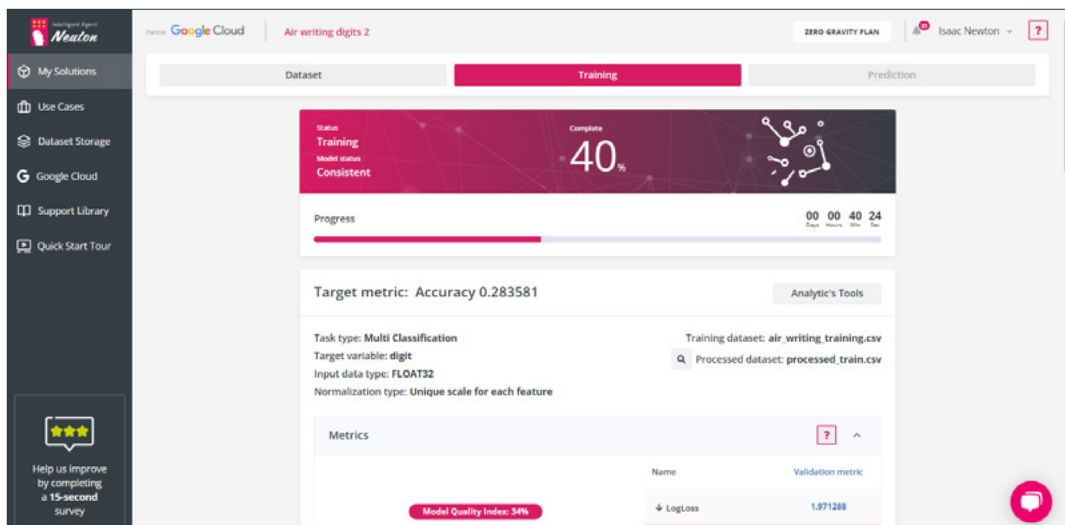 Intelligent Agent
Neuton
Partner Google Cloud
Air writing digits 2
ZERO GRAVITY PLAN
Isaac Newton
?
My Solutions
Use Cases
Dataset Storage
Google Cloud
Support Library
Quick Start Tour
Help us improve
by completing
a 15-second
survey
Dataset
Training
Prediction
Status
Training
Model status
Consistent
Complete
40%
Progress
00 00 40 24
Days Hours Min Sec
Target metric: Accuracy 0.283581
Analytic's Tools
Task type: Multi Classification
Target variable: digit
Input data type: FLOAT32
Normalization type: Unique scale for each feature
Training dataset: air_writing_training.csv
Processed dataset: processed_train.csv
Metrics
?
Name Validation metric
LogLoss 1.971288
Model Quality Index: 34%